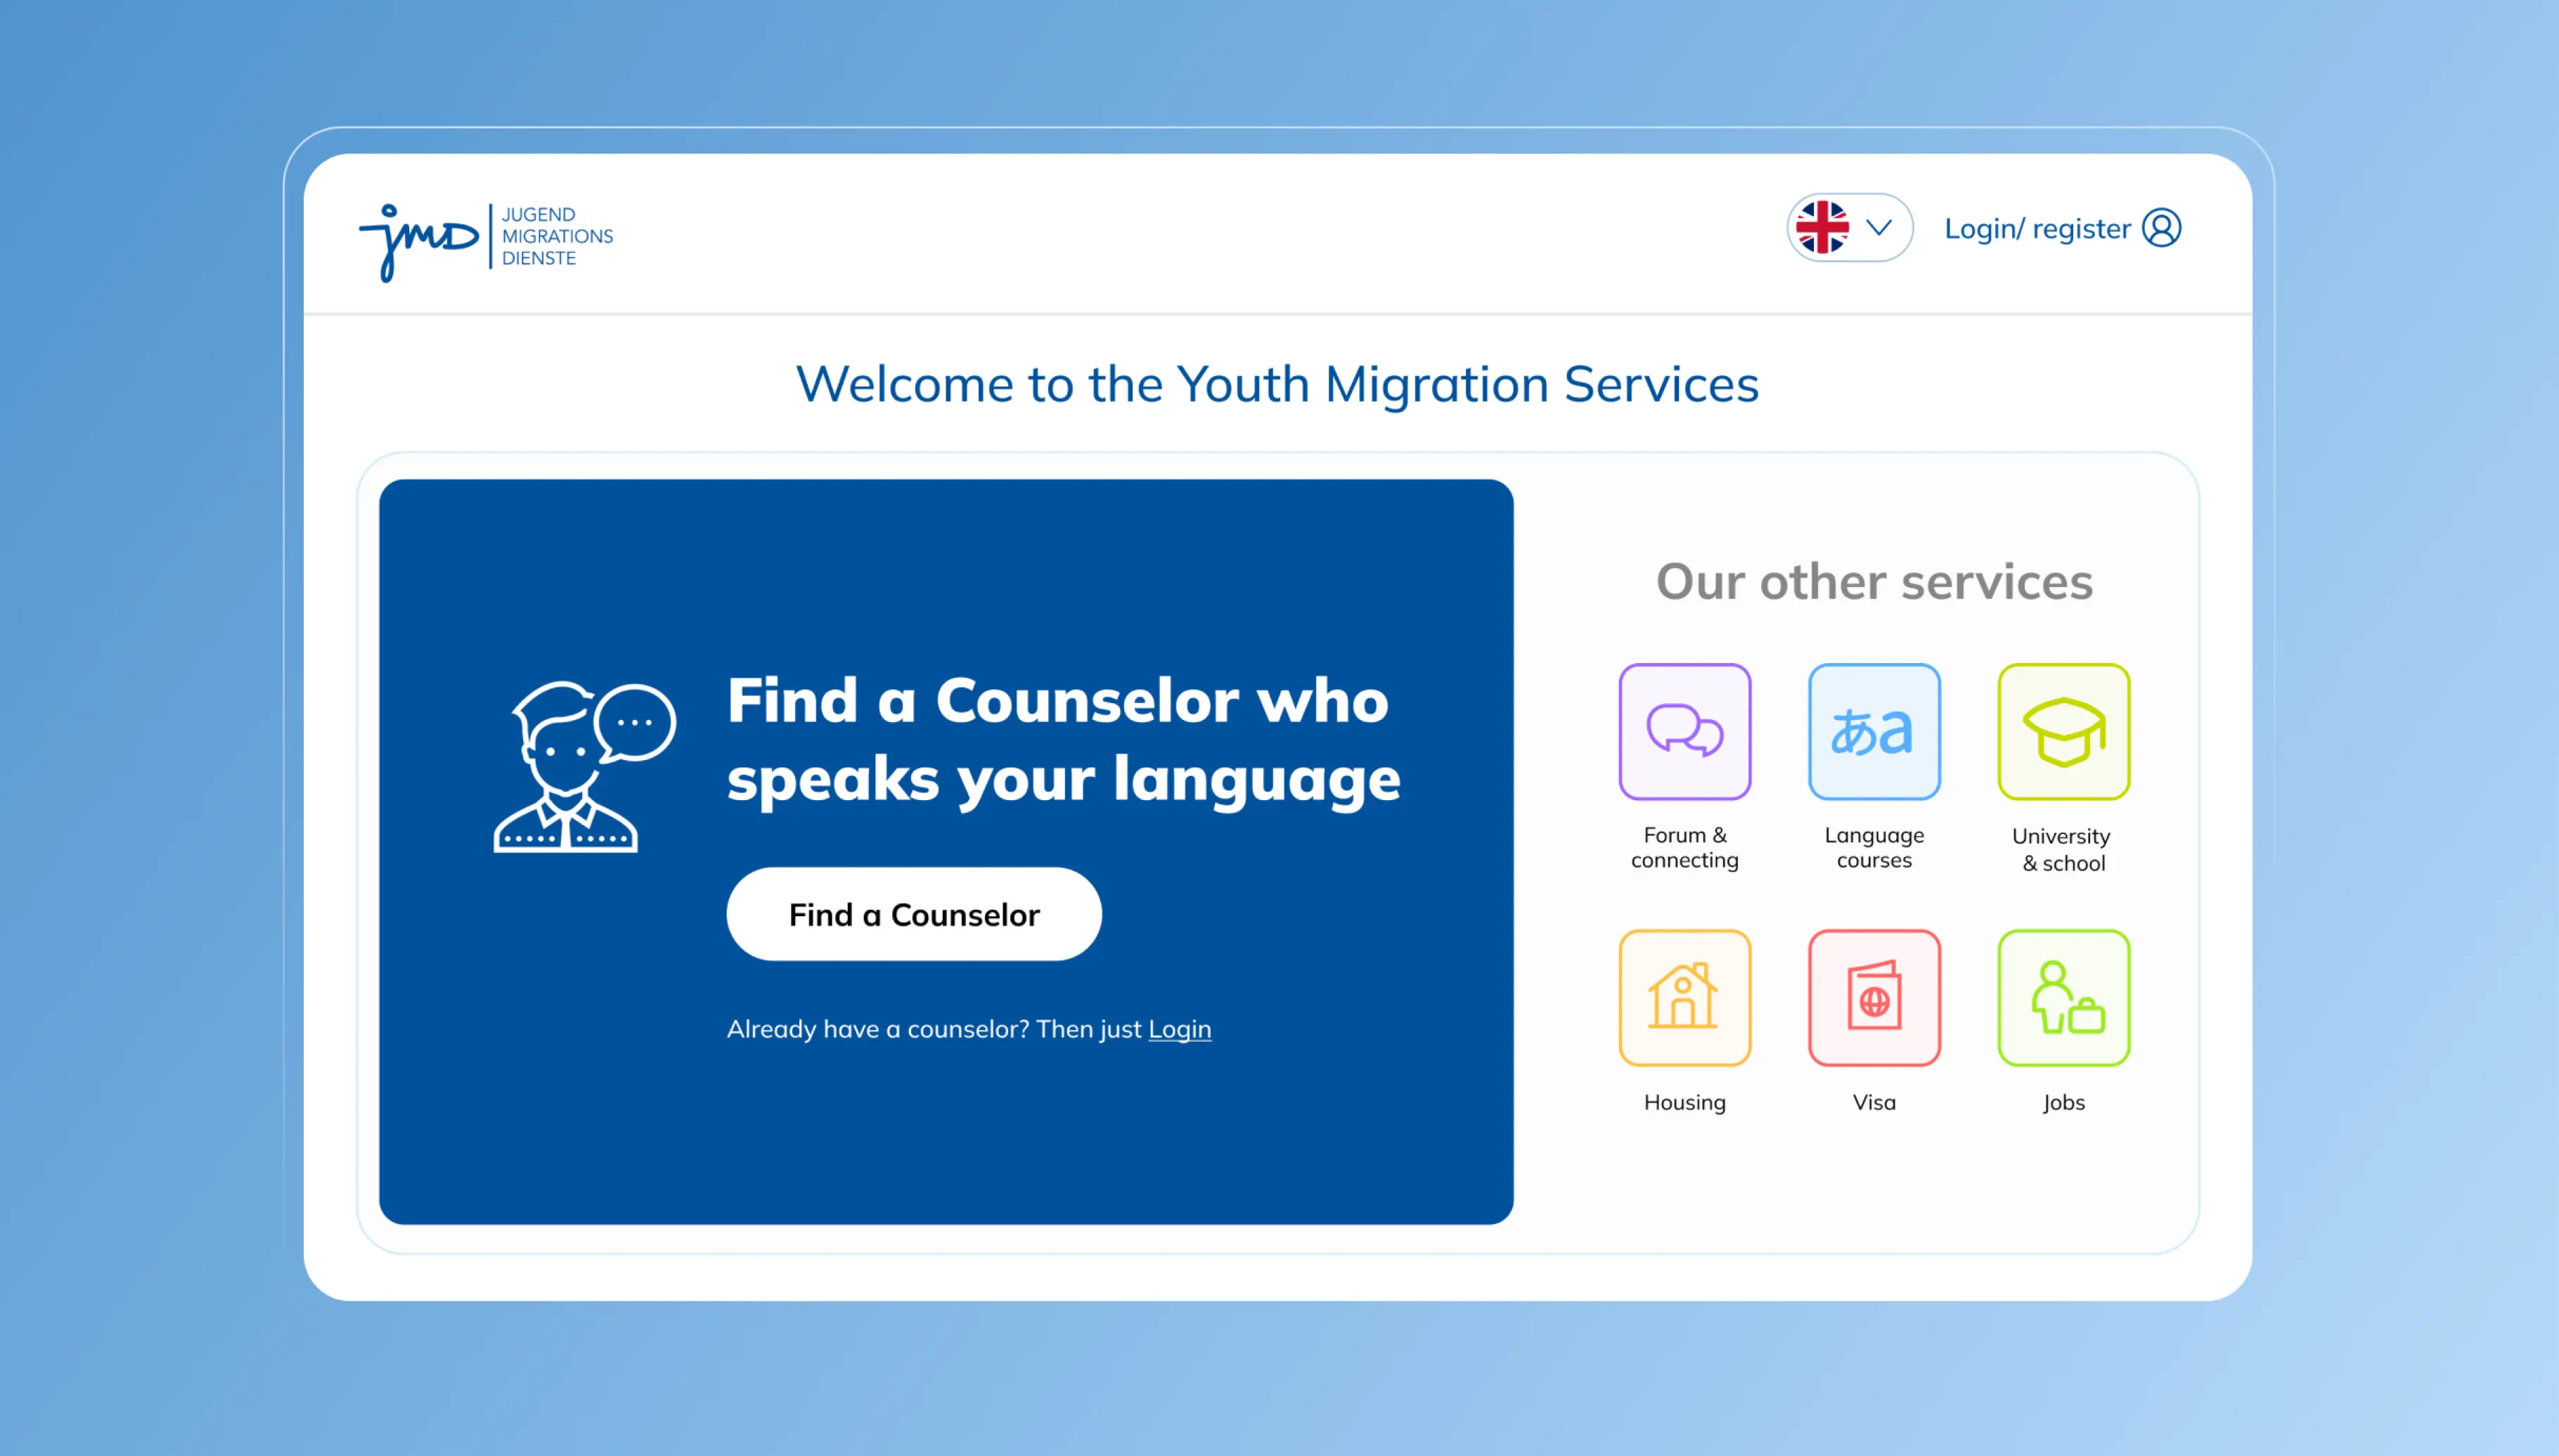 jmD
JUGEND
MIGRATIONS
DIENSTE
Login/ register
Welcome to the Youth Migration Services
Find a Counselor who
speaks your language
Find a Counselor
Already have a counselor? Then just Login
Our other services
あa
Forum &
connecting
Language
courses
University
& school
Housing
Visa
Jobs